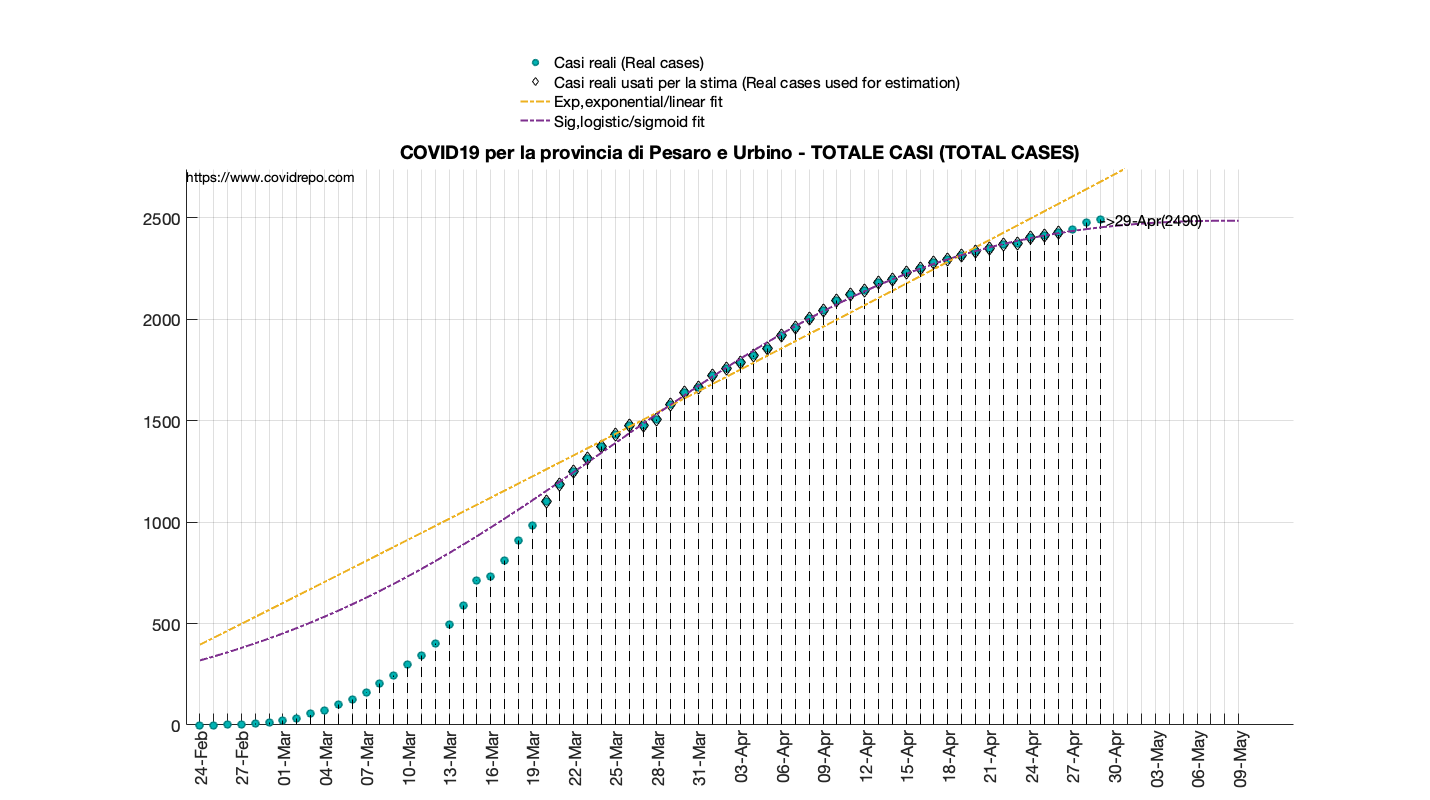 Casi reali (Real cases)
Casi reali usati per la stima (Real cases used for estimation)
Exp,exponential/linear fit
Sig,logistic/sigmoid fit
COVID19 per la provincia di Pesaro e Urbino - TOTALE CASI (TOTAL CASES)
https://www.covidrepo.com
2500
>29-Apr(2490)
2000
1500
1000
500
0
24-Feb
27-Feb
01-Mar
04-Mar
07-Mar
10-Mar
13-Mar
16-Mar
19-Mar
22-Mar
25-Mar
28-Mar
31-Mar
03-Apr
06-Apr
09-Apr
12-Apr
15-Apr
18-Apr
21-Apr
24-Apr
27-Apr
30-Apr
03-May
06-May
09-May